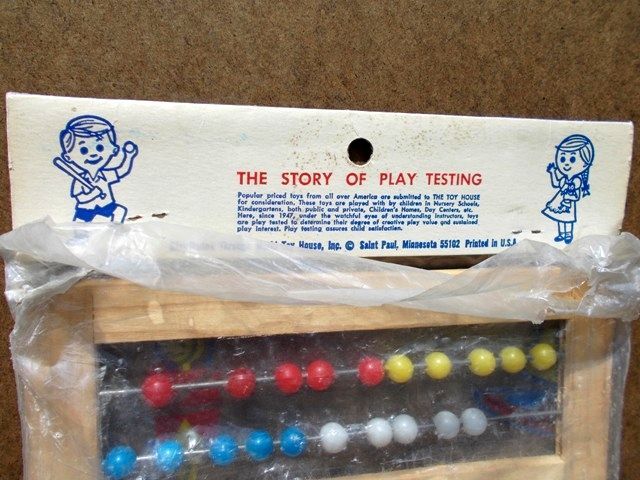 THE STORY OF PLAY TESTING
Popular priced toys from all over America are submitted to THE TOY HOUSE
for consideration. These toys are played with by children in Nursery Schools,
Kindergartens, both public and private, Children's Homes, Day Centers, etc.
Here, since 1947, under the watchful eyes of understanding instructors, toys
are play tested to determine their degree of creative play value and sustained
play interest. Play testing assures child satisfaction.
Toy House, Inc. © Saint Paul, Minnesota 55102 Printed in U.S.A.